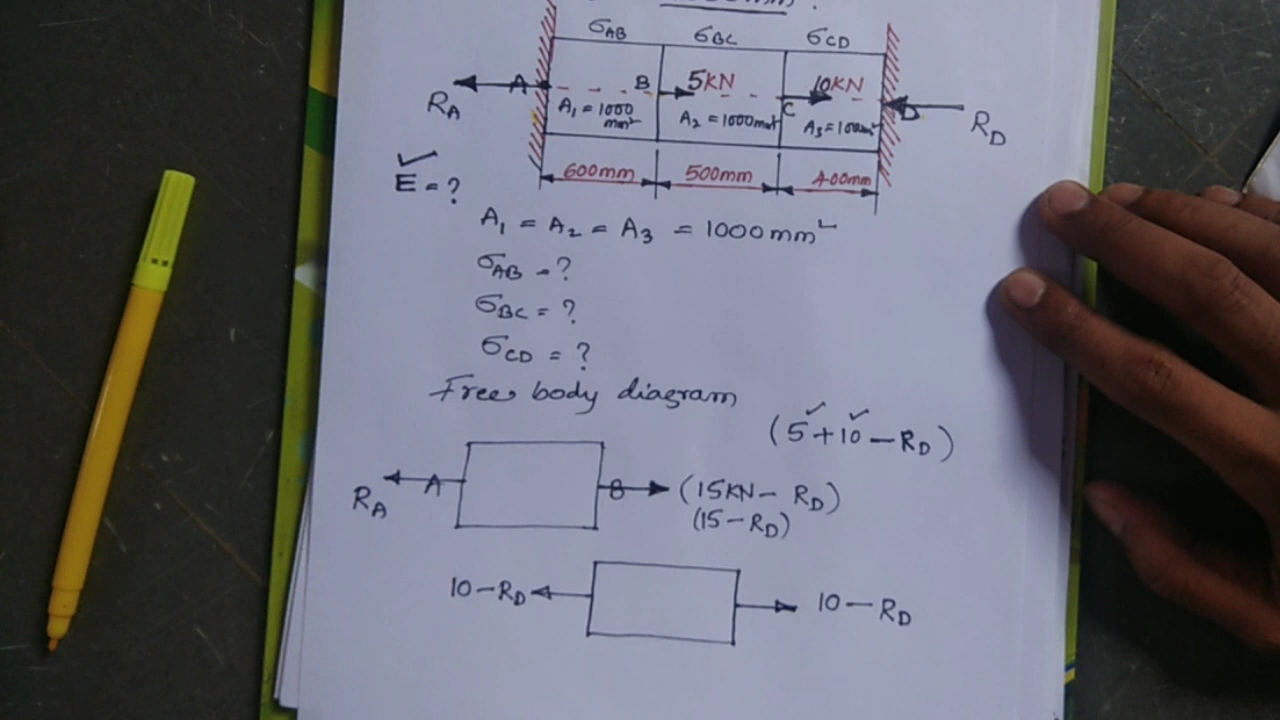 σAB σBC σCD
RA A B 5KN C 10KN D RD
A₁ = 1000 mm² A₂ = 1000mm² A₃ = 100mm²
600mm 500mm 400mm
E = ?
A₁ = A₂ = A₃ = 1000mm²
σAB = ?
σBC = ?
σCD = ?
Free body diagram
(5+10-RD)
RA A B (15KN- RD)
(15-RD)
10-RD 10-RD